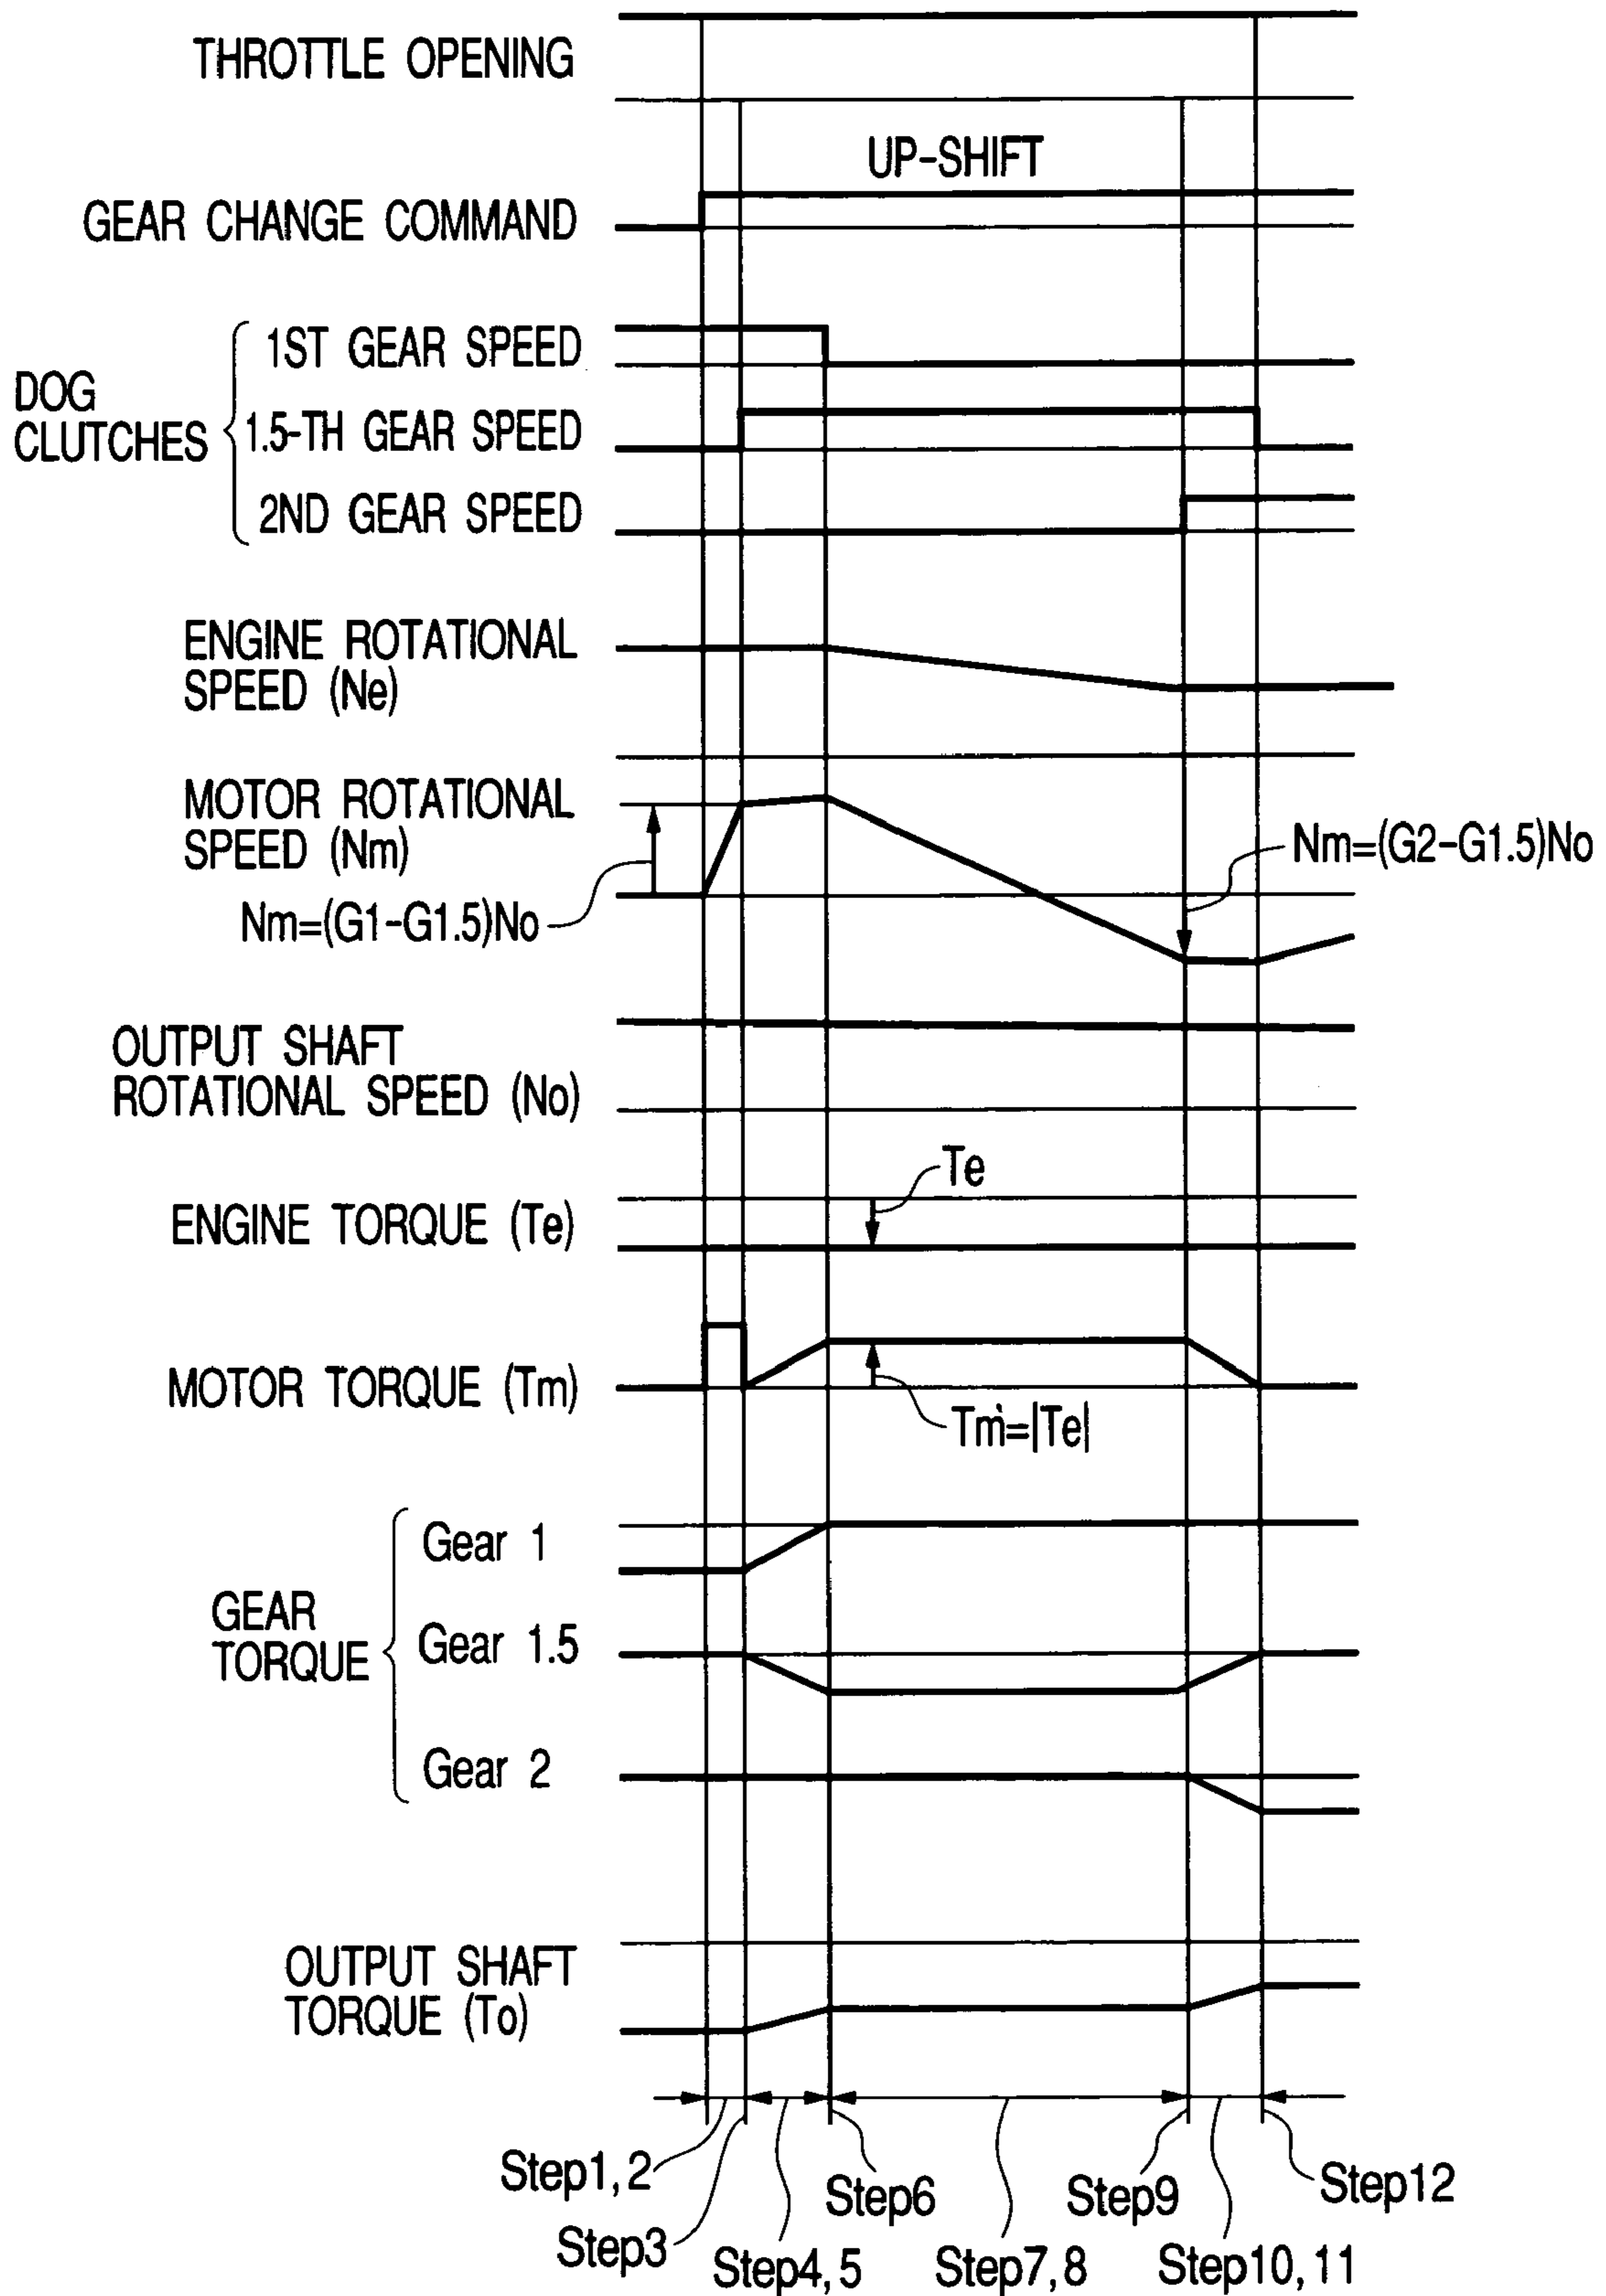 THROTTLE OPENING
UP-SHIFT
GEAR CHANGE COMMAND
DOG
CLUTCHES
1ST GEAR SPEED
1.5-TH GEAR SPEED
2ND GEAR SPEED
ENGINE ROTATIONAL
SPEED (Ne)
MOTOR ROTATIONAL
SPEED (Nm)
Nm=(G2-G1.5)No
Nm=(G1-G1.5)No
OUTPUT SHAFT
ROTATIONAL SPEED (No)
Te
ENGINE TORQUE (Te)
MOTOR TORQUE (Tm)
Tm=|Te|
GEAR
TORQUE
Gear 1
Gear 1.5
Gear 2
OUTPUT SHAFT
TORQUE (To)
Step1, 2
Step3
Step4, 5
Step6
Step7, 8
Step9
Step10, 11
Step12